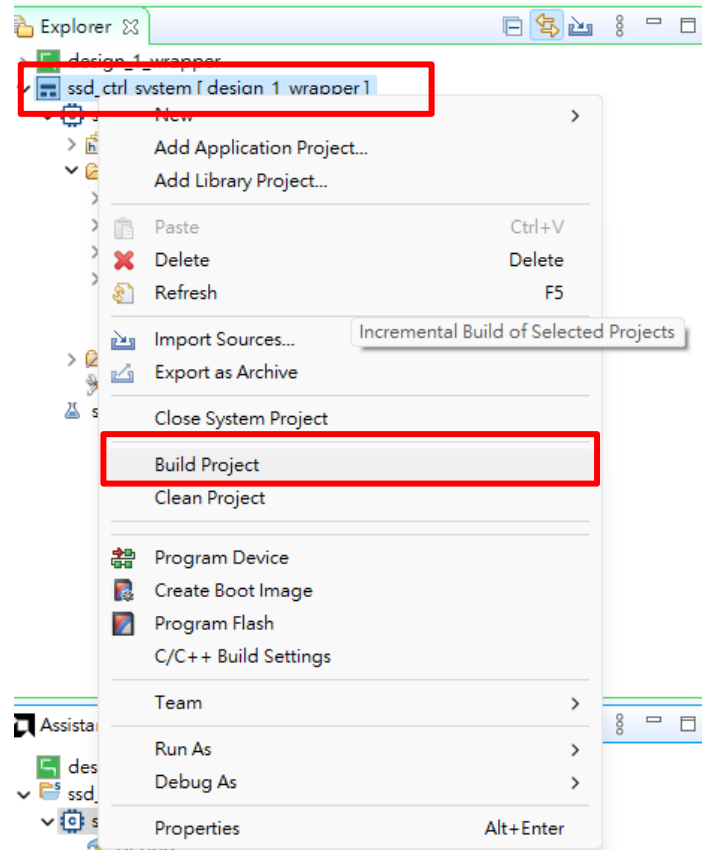 Explorer
design_1_wrapper
ssd_ctrl_system [ design_1_wrapper ]
New
Add Application Project...
Add Library Project...
Paste Ctrl+V
Delete Delete
Refresh F5
Import Sources...
Incremental Build of Selected Projects
Export as Archive
Close System Project
Build Project
Clean Project
Program Device
Create Boot Image
Program Flash
C/C++ Build Settings
Team
Assista
Run As
des
Debug As
ssd_
s
Properties Alt+Enter